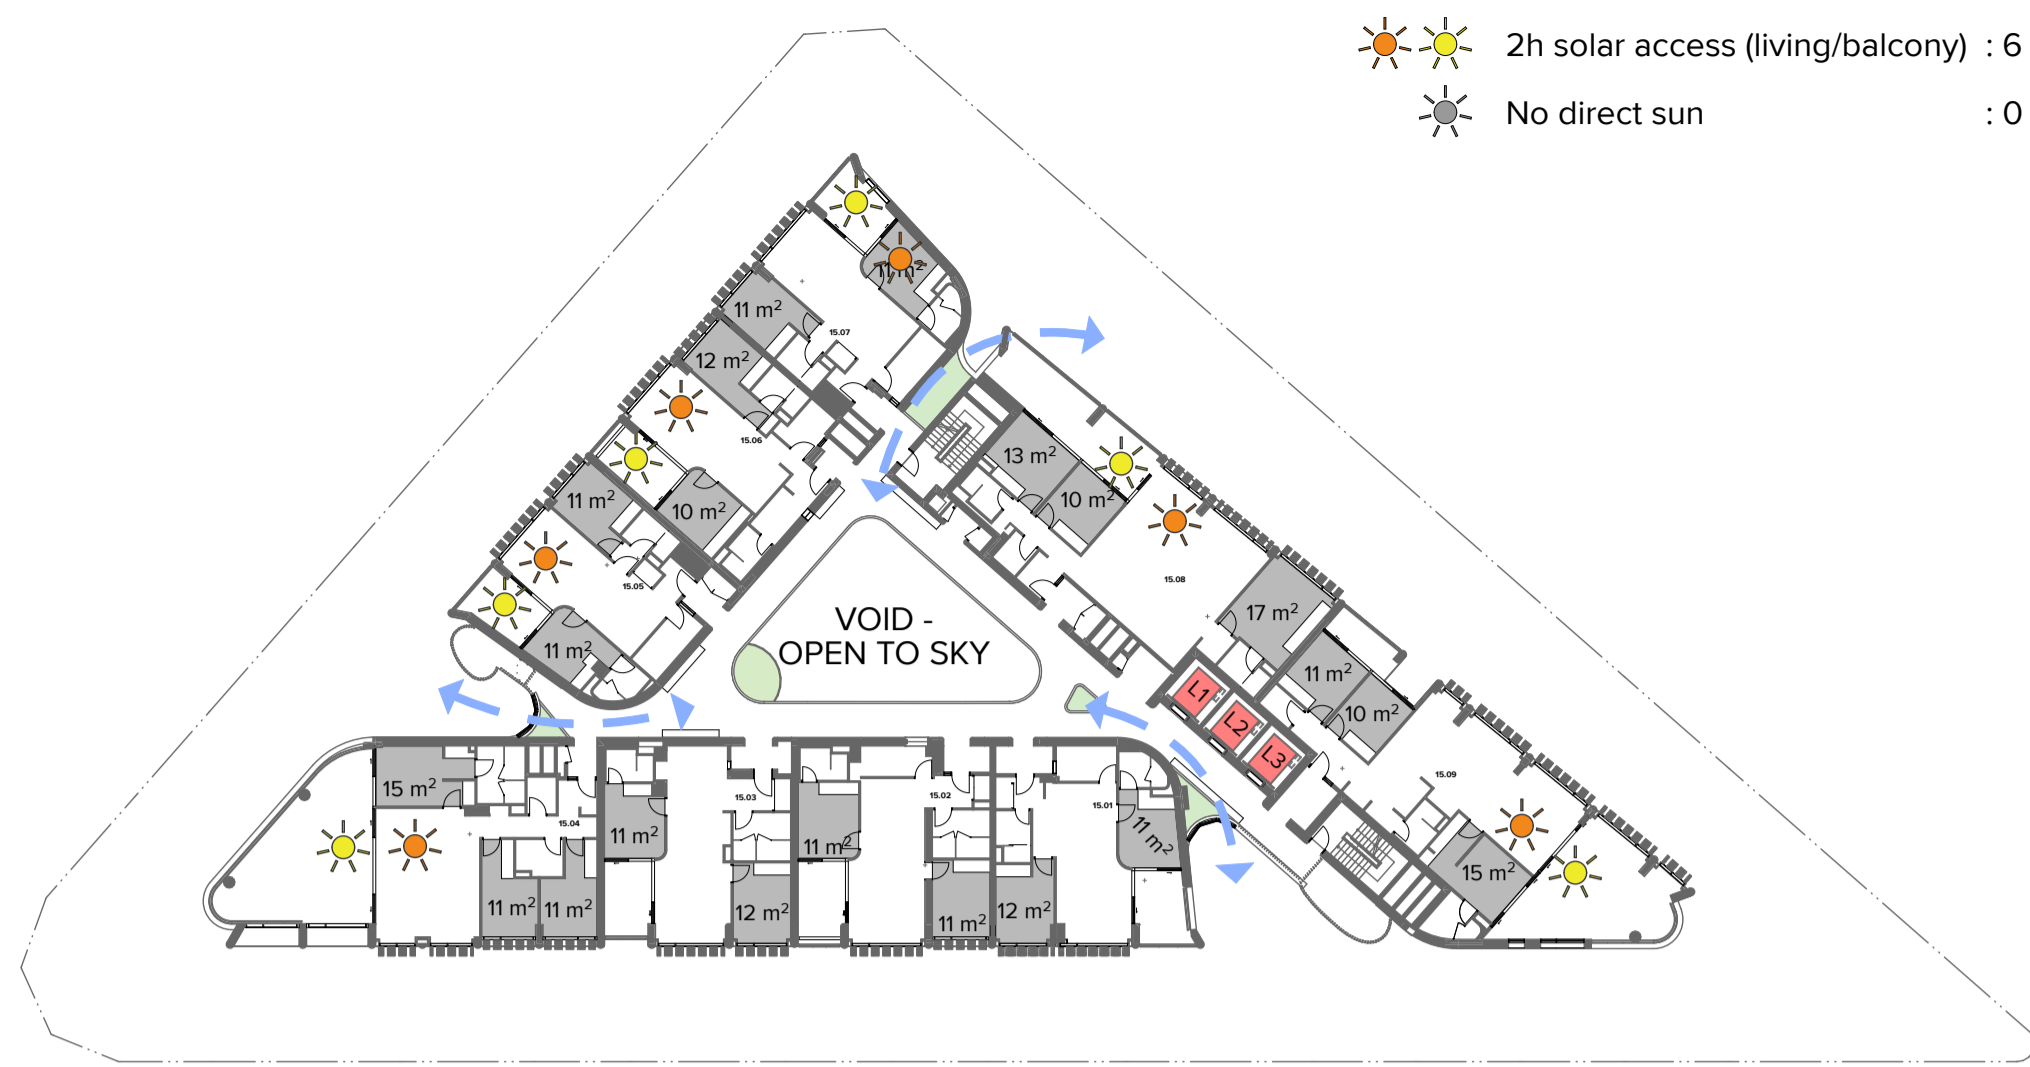 2h solar access (living/balcony) : 6
No direct sun : 0
11 m²
11 m²
15.07
12 m²
15.06
13 m²
10 m²
11 m²
10 m²
15.05
15.08
VOID -
OPEN TO SKY
17 m²
11 m²
11 m²
L1
10 m²
L2
L3
15.09
15 m²
15.04
15.03
15.02
15.01
11 m²
11 m²
11 m²
15 m²
11 m²
11 m²
12 m²
11 m²
12 m²